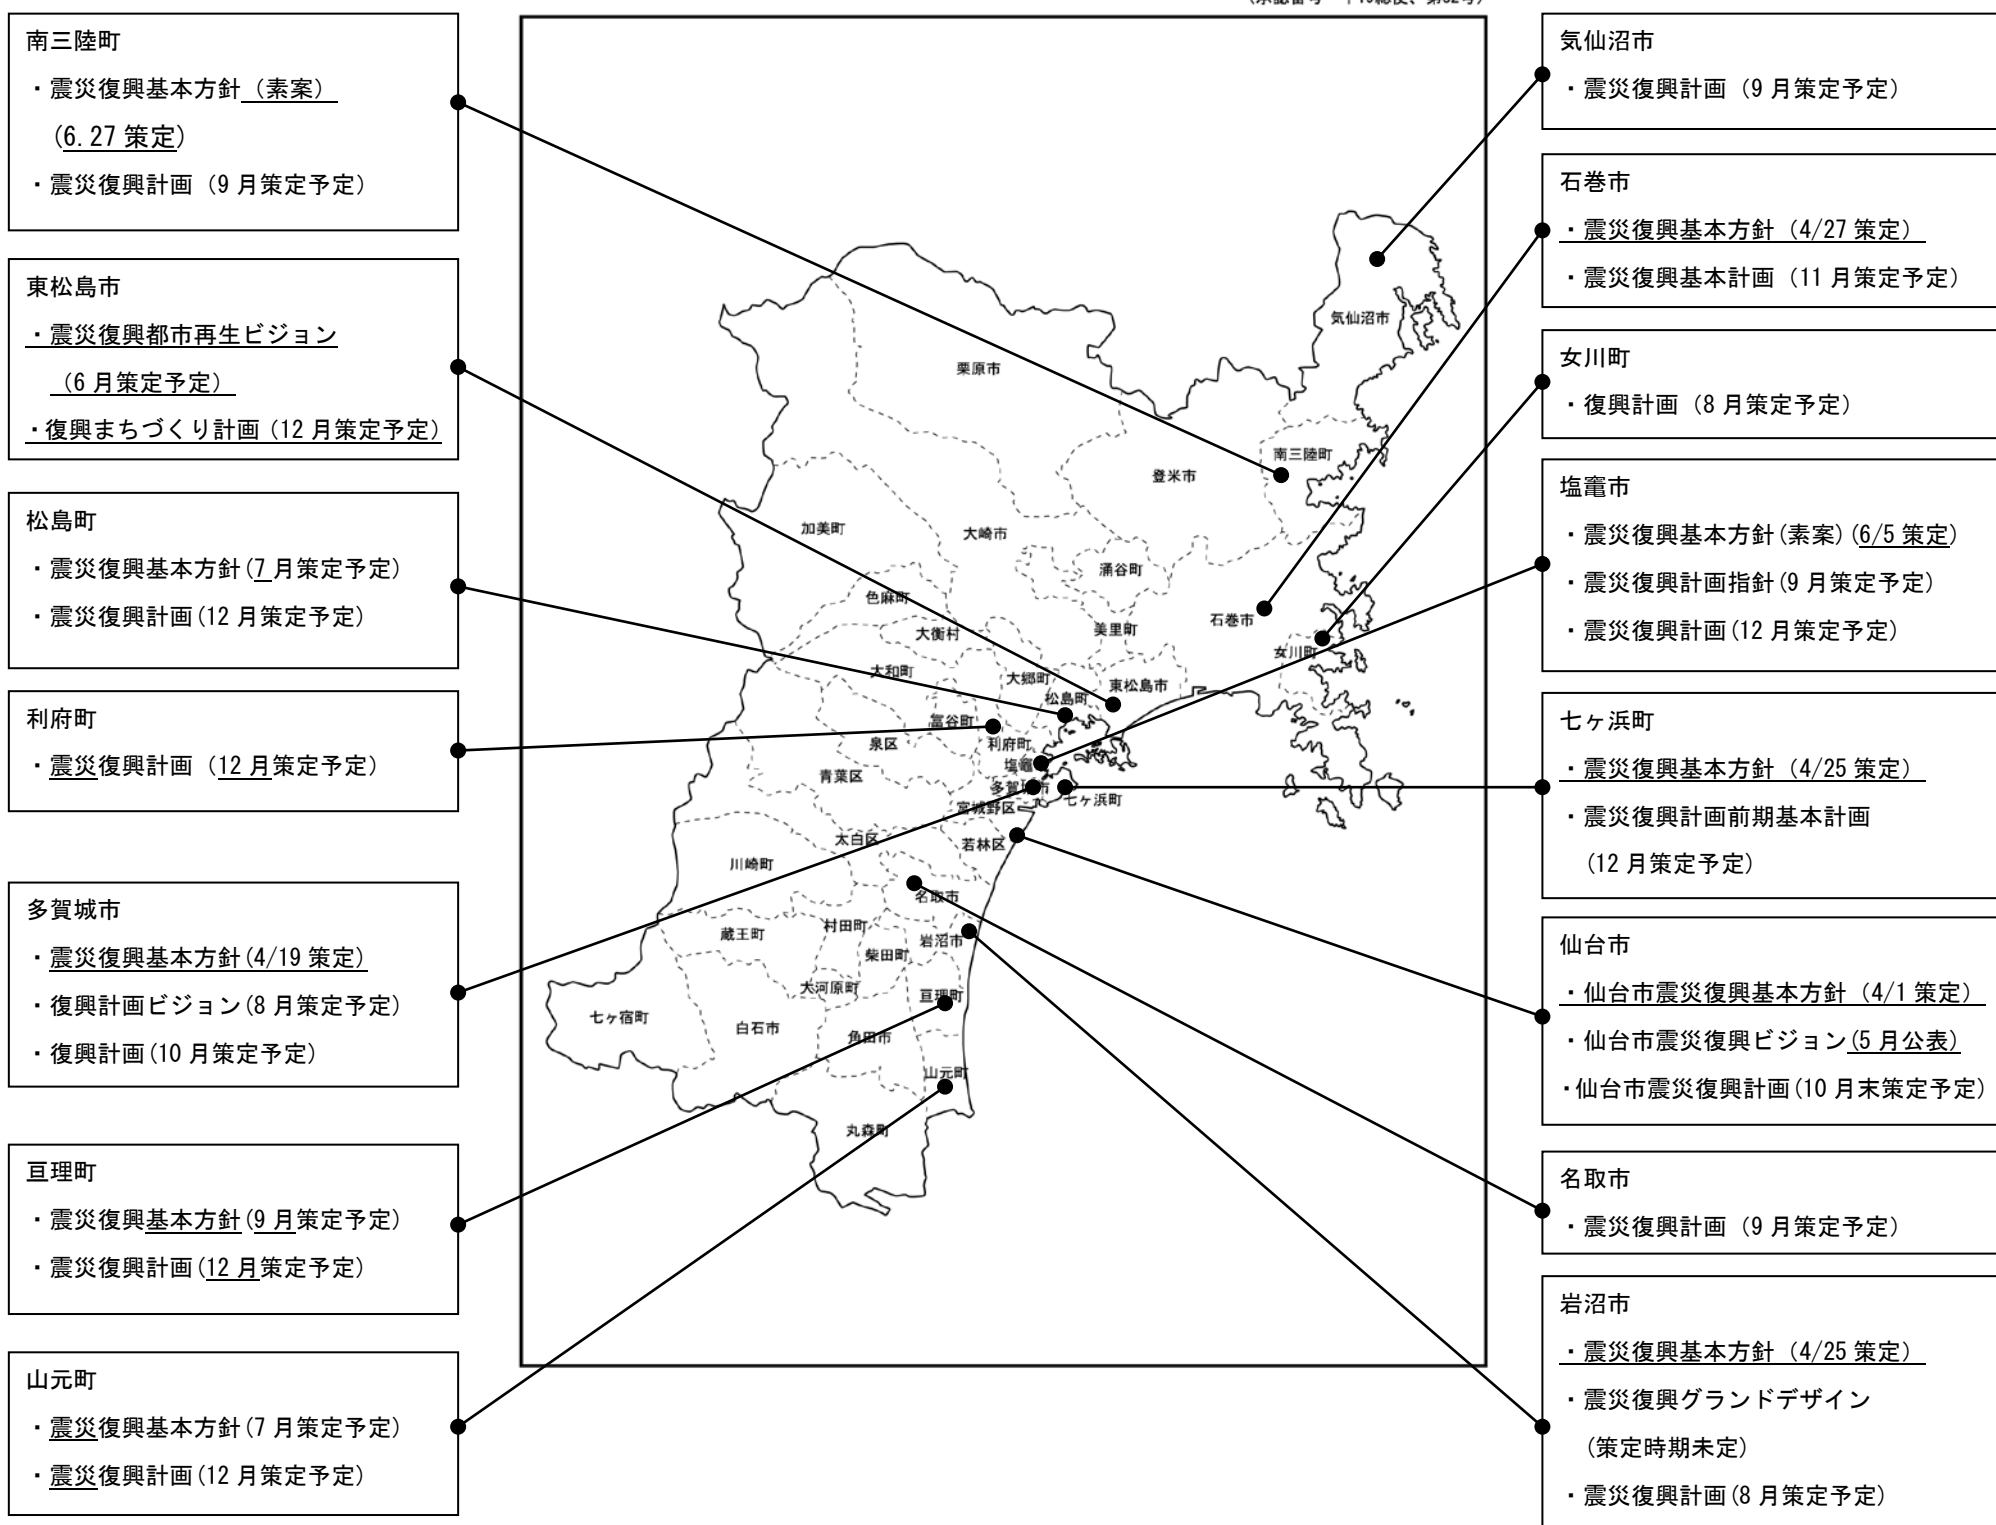 南三陸町
・震災復興基本方針（素案）
(6.27 策定)
・震災復興計画（9 月策定予定）
東松島市
・震災復興都市再生ビジョン
（6 月策定予定）
・復興まちづくり計画（12 月策定予定）
松島町
・震災復興基本方針(7 月策定予定)
・震災復興計画(12 月策定予定)
利府町
・震災復興計画（12 月策定予定）
多賀城市
・震災復興基本方針(4/19 策定)
・復興計画ビジョン(8 月策定予定)
・復興計画(10 月策定予定)
亘理町
・震災復興基本方針(9 月策定予定)
・震災復興計画(12 月策定予定)
山元町
・震災復興基本方針(7 月策定予定)
・震災復興計画(12 月策定予定)
気仙沼市
栗原市
南三陸町
登米市
加美町
大崎市
涌谷町
色麻町
石巻市
美里町
大衡村
女川町
大和町
大郷町
東松島市
松島町
富谷町
利府町
泉区
塩竈
青葉区
多賀城市
七ヶ浜町
宮城野区
太白区
若林区
川崎町
名取市
村田町
蔵王町
岩沼市
柴田町
大河原町
亘理町
七ヶ宿町
白石市
角田市
山元町
丸森町
気仙沼市
・震災復興計画（9 月策定予定）
石巻市
・震災復興基本方針（4/27 策定）
・震災復興基本計画（11 月策定予定）
女川町
・復興計画（8 月策定予定）
塩竈市
・震災復興基本方針(素案)(6/5 策定)
・震災復興計画指針(9 月策定予定)
・震災復興計画(12 月策定予定)
七ヶ浜町
・震災復興基本方針（4/25 策定）
・震災復興計画前期基本計画
(12 月策定予定)
仙台市
・仙台市震災復興基本方針（4/1 策定）
・仙台市震災復興ビジョン(5 月公表)
・仙台市震災復興計画(10 月末策定予定)
名取市
・震災復興計画（9 月策定予定）
岩沼市
・震災復興基本方針（4/25 策定）
・震災復興グランドデザイン
(策定時期未定)
・震災復興計画(8 月策定予定)